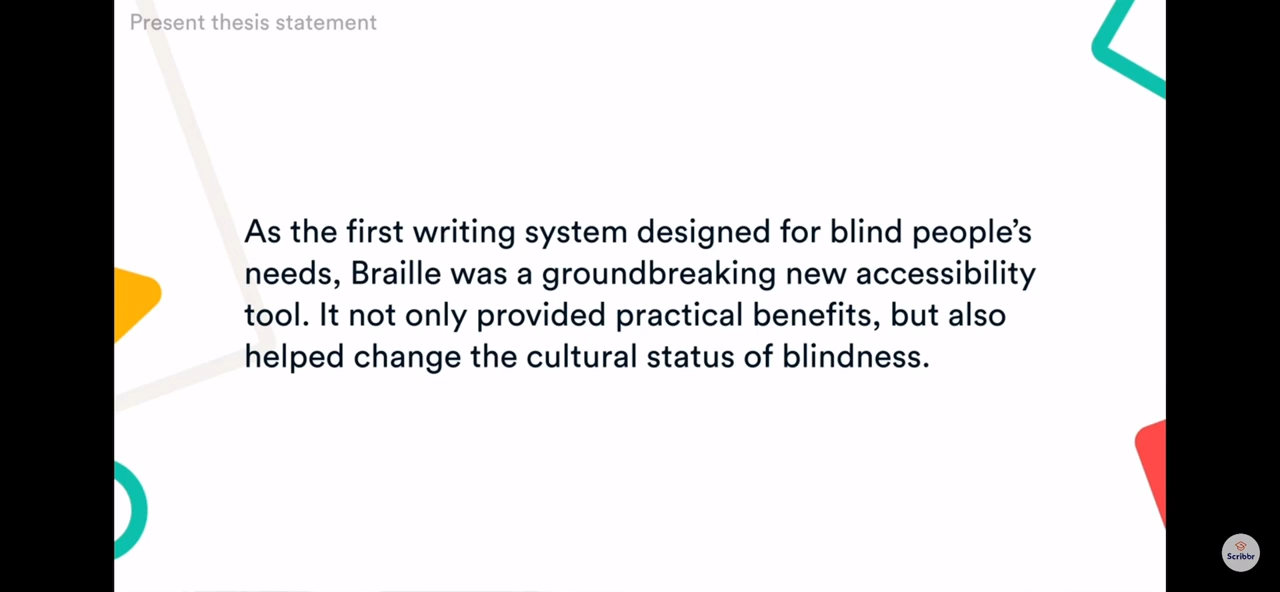 Present thesis statement
As the first writing system designed for blind people’s
needs, Braille was a groundbreaking new accessibility
tool. It not only provided practical benefits, but also
helped change the cultural status of blindness.
Scribbr